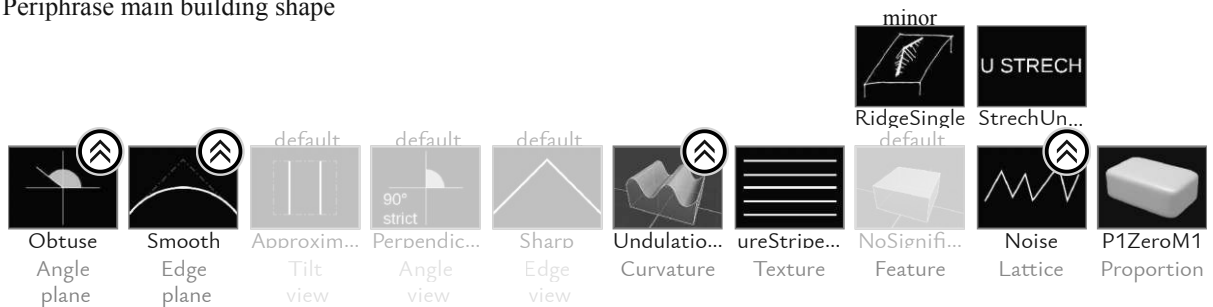 Periphrase main building shape
minor
U STRECH
RidgeSingle StrechUn...
default default default default
90°
strict
Obtuse Smooth Approxim... Perpendic... Sharp Undulatio... ureStripe... NoSignifi... Noise P1ZeroM1
Angle Edge Tilt Angle Edge Curvature Texture Feature Lattice Proportion
plane plane view view view